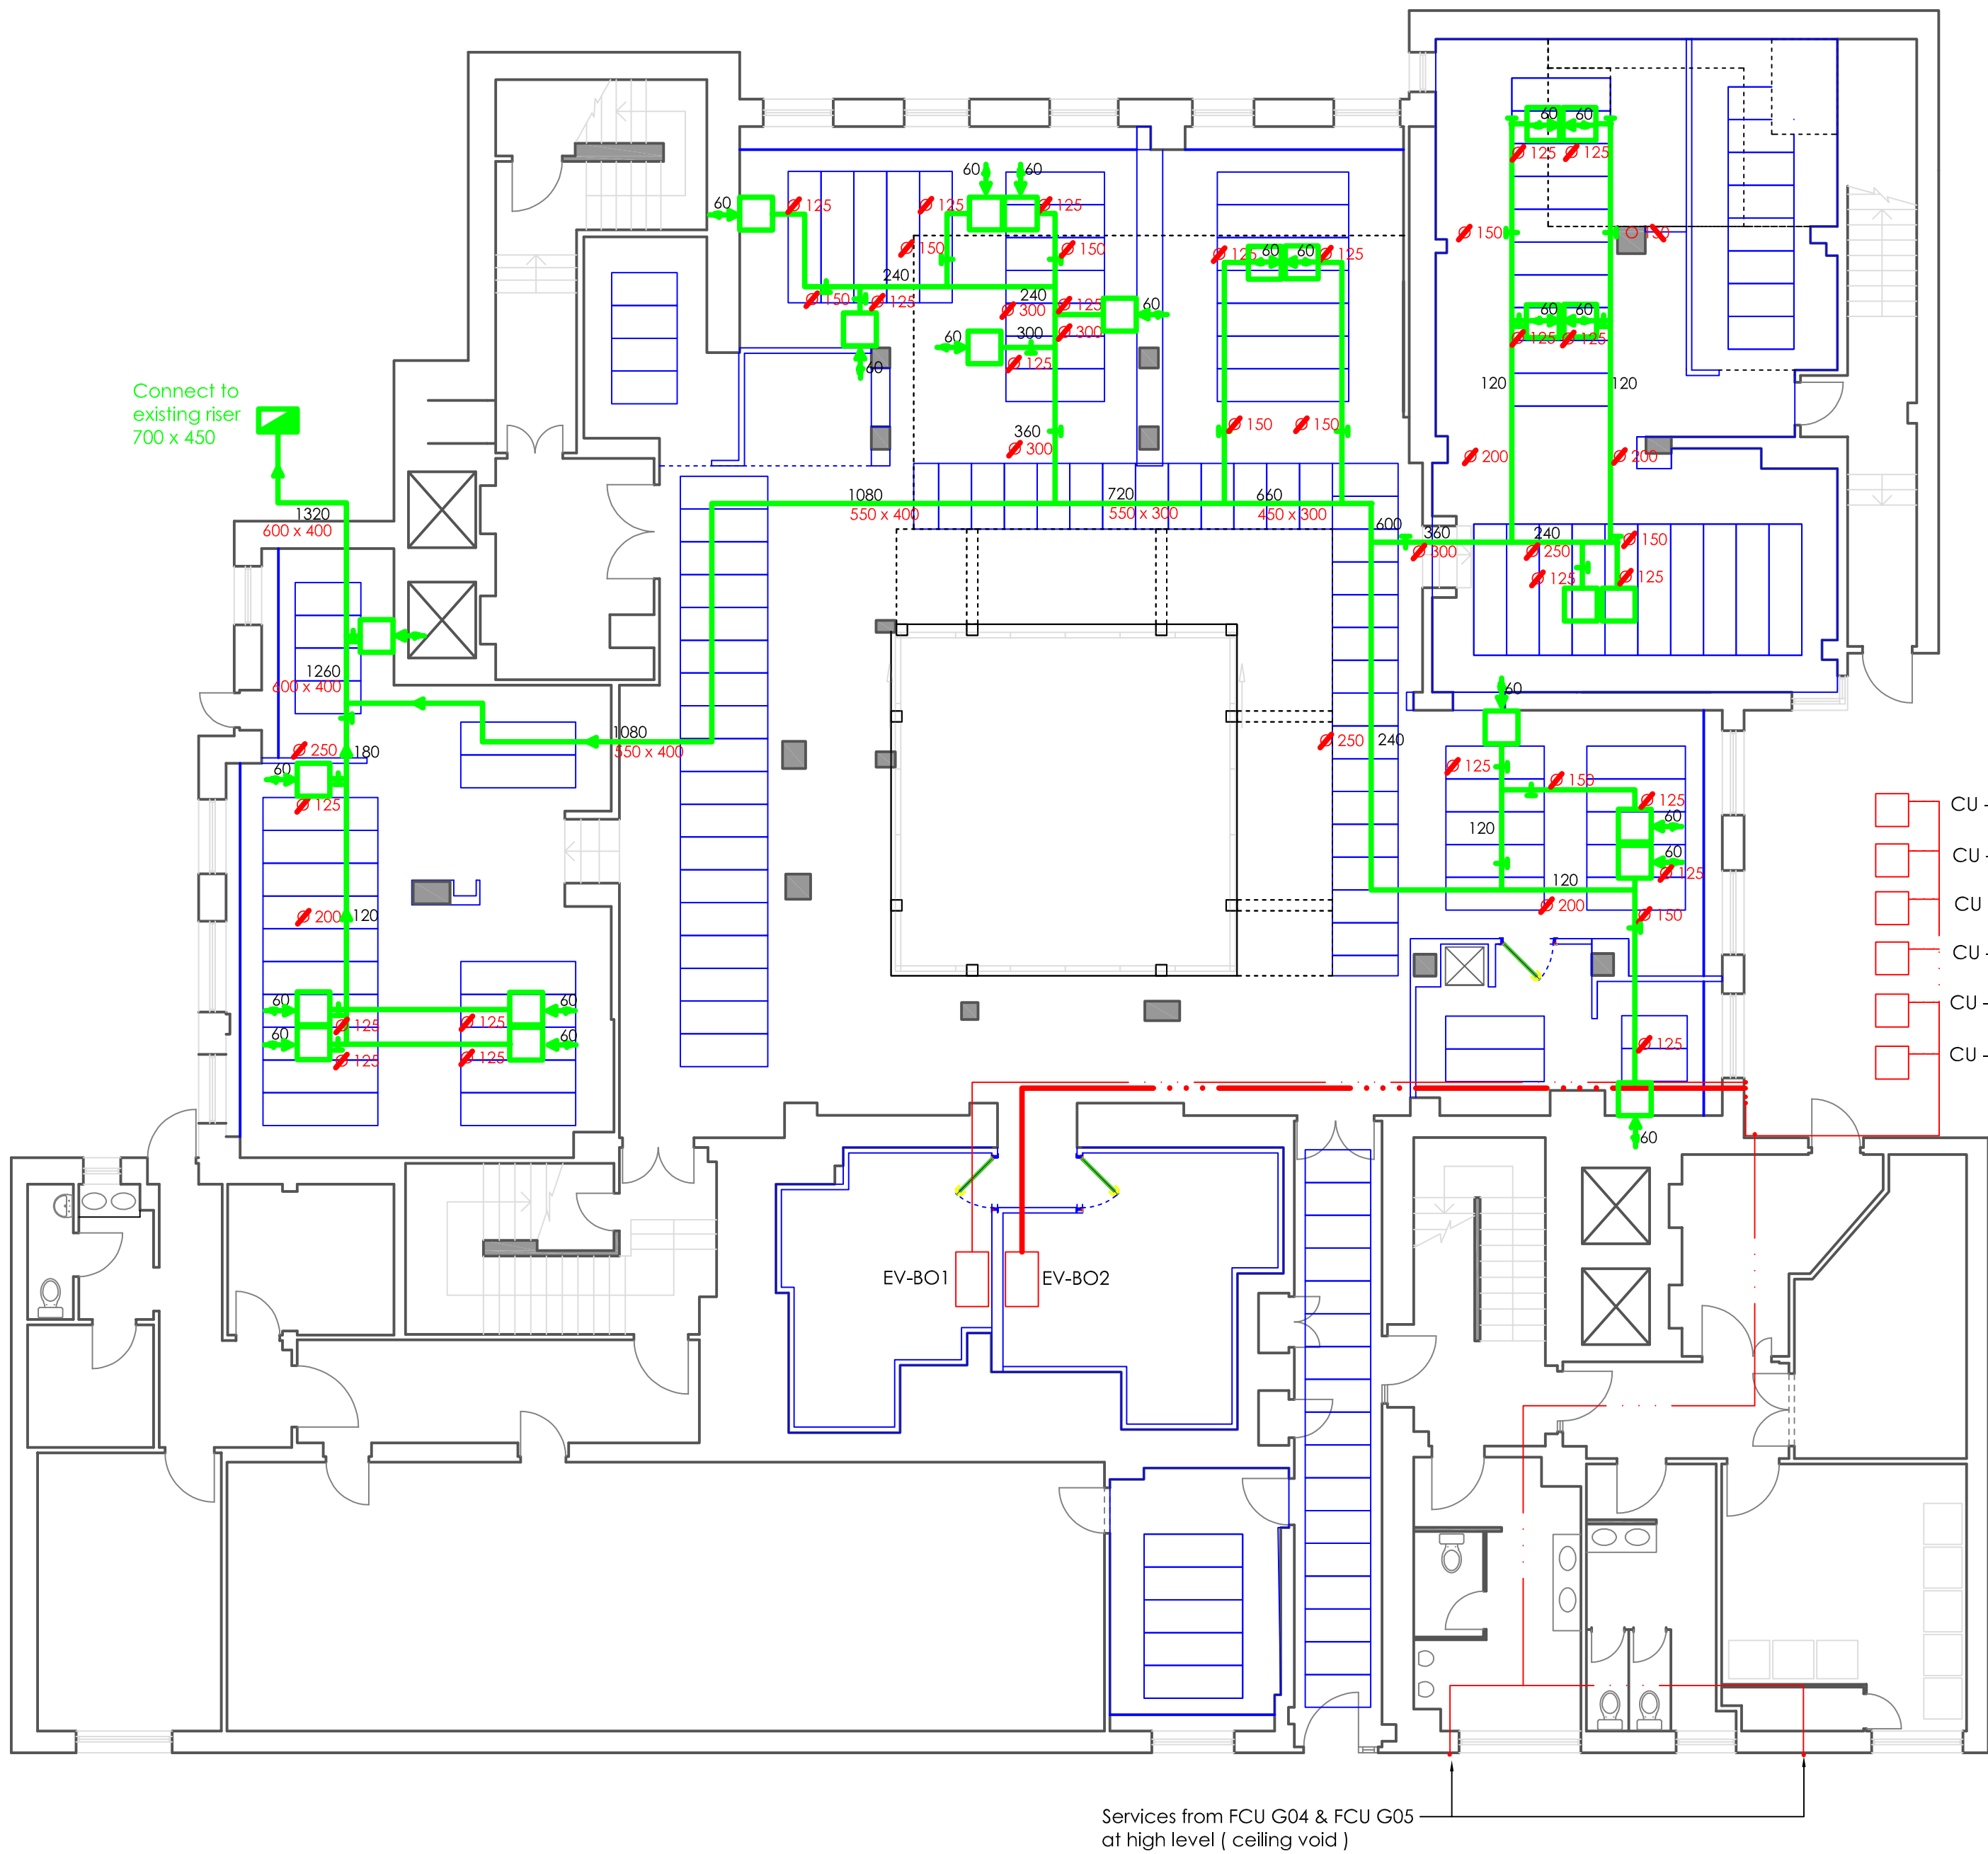 60
60
Ø 125
Ø 125
60
60
60
Ø 125
Ø 125
Ø 125
Ø 150
Ø 150
Ø 150
Ø 150
Ø 125
60
60
Ø 125
240
Ø 150
Ø 125
240
Ø 300
Ø 125
60
Ø 300
60
300
Ø 125
60
60
60
Ø 125
Ø 125
120
120
Connect to
existing riser
700 x 450
360
Ø 300
Ø 150
Ø 150
Ø 200
Ø 200
1080
550 x 400
720
550 x 300
660
450 x 300
1320
600 x 400
600
360
Ø 300
240
Ø 250
Ø 150
Ø 125
Ø 125
1260
600 x 400
60
1080
550 x 400
Ø 250
240
Ø 250
180
60
Ø 125
Ø 125
Ø 150
Ø 125
60
120
60
Ø 125
120
Ø 200
Ø 150
CU -
CU -
CU
CU -
CU -
CU -
Ø 200
120
60
60
Ø 125
Ø 125
60
60
Ø 125
Ø 125
Ø 125
60
EV-BO1
EV-BO2
Services from FCU G04 & FCU G05
at high level ( ceiling void )